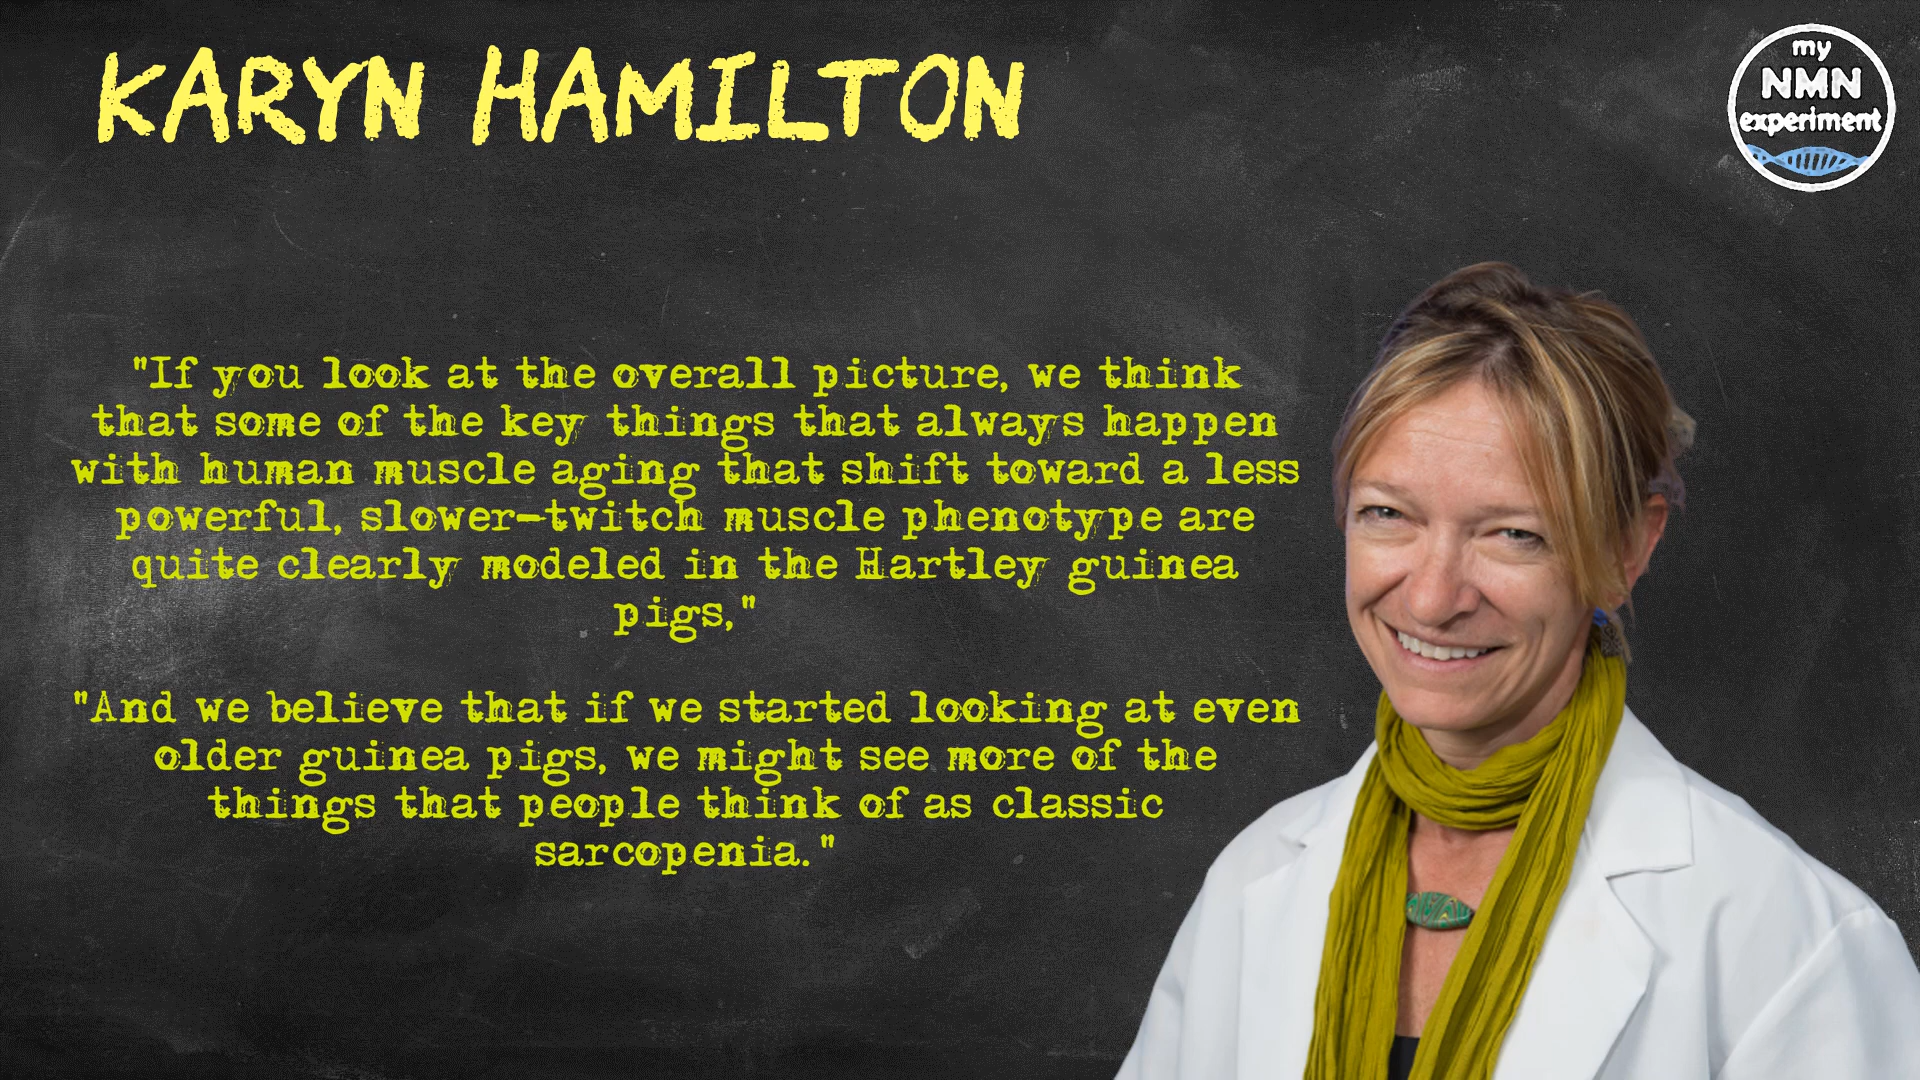 KARYN HAMILTON
my
NMN
experiment
"If you look at the overall picture, we think
that some of the key things that always happen
with human muscle aging that shift toward a less
powerful, slower-twitch muscle phenotype are
quite clearly modeled in the Hartley guinea
pigs,"
"And we believe that if we started looking at even
older guinea pigs, we might see more of the
things that people think of as classic
sarcopenia."